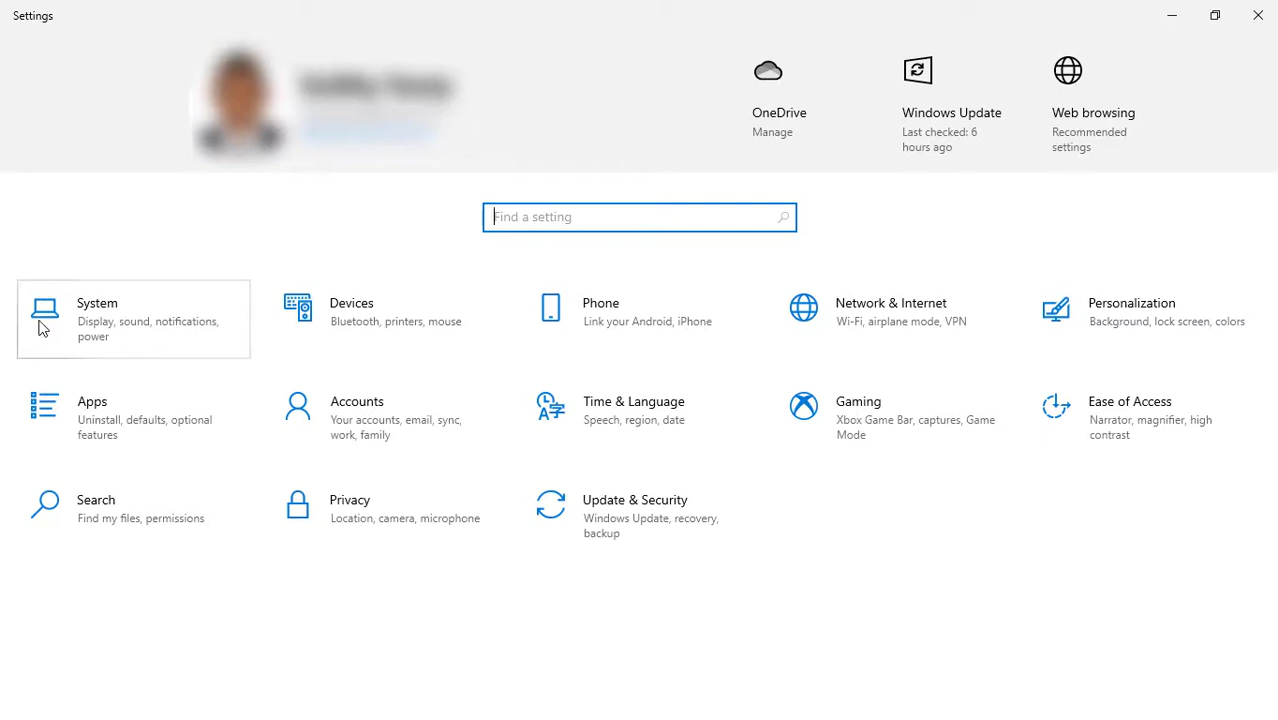 Settings
OneDrive
Manage
Windows Update
Last checked: 6
hours ago
Web browsing
Recommended
settings
Find a setting
System
Display, sound, notifications,
power
Devices
Bluetooth, printers, mouse
Phone
Link your Android, iPhone
Network & Internet
Wi-Fi, airplane mode, VPN
Personalization
Background, lock screen, colors
Apps
Uninstall, defaults, optional
features
Accounts
Your accounts, email, sync,
work, family
Time & Language
Speech, region, date
Gaming
Xbox Game Bar, captures, Game
Mode
Ease of Access
Narrator, magnifier, high
contrast
Search
Find my files, permissions
Privacy
Location, camera, microphone
Update & Security
Windows Update, recovery,
backup